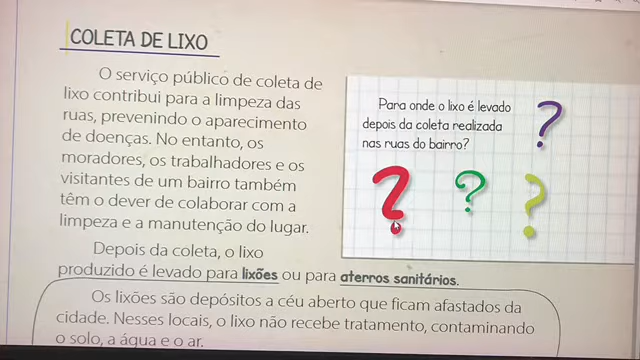 COLETA DE LIXO
O serviço público de coleta de
lixo contribui para a limpeza das
ruas, prevenindo o aparecimento
de doenças. No entanto, os
moradores, os trabalhadores e os
visitantes de um bairro também
têm o dever de colaborar com a
limpeza e a manutenção do lugar.
Para onde o lixo é levado
depois da coleta realizada
nas ruas do bairro?
? ? ? ?
Depois da coleta, o lixo
produzido é levado para lixões ou para aterros sanitários.
Os lixões são depósitos a céu aberto que ficam afastados da
cidade. Nesses locais, o lixo não recebe tratamento, contaminando
o solo, a água e o ar.